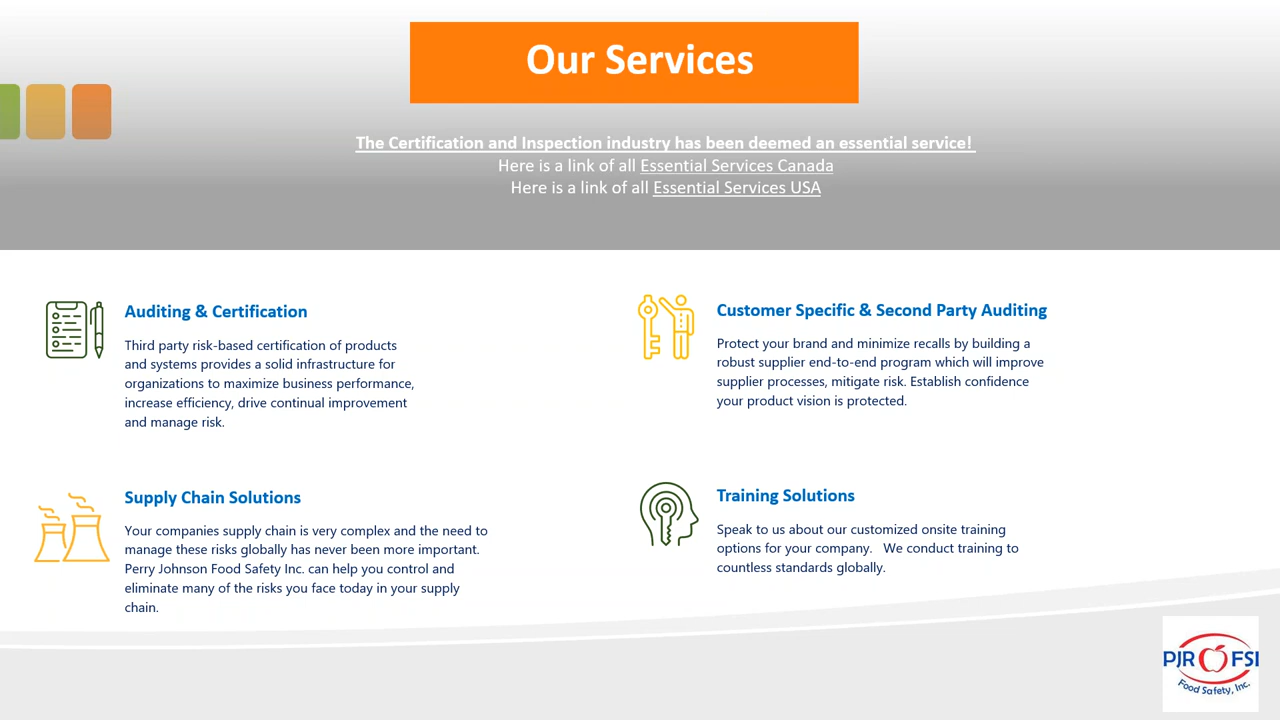 Our Services
The Certification and Inspection industry has been deemed an essential service!
Here is a link of all Essential Services Canada
Here is a link of all Essential Services USA
Auditing & Certification
Third party risk-based certification of products
and systems provides a solid infrastructure for
organizations to maximize business performance,
increase efficiency, drive continual improvement
and manage risk.
Customer Specific & Second Party Auditing
Protect your brand and minimize recalls by building a
robust supplier end-to-end program which will improve
supplier processes, mitigate risk. Establish confidence
your product vision is protected.
Supply Chain Solutions
Your companies supply chain is very complex and the need to
manage these risks globally has never been more important.
Perry Johnson Food Safety Inc. can help you control and
eliminate many of the risks you face today in your supply
chain.
Training Solutions
Speak to us about our customized onsite training
options for your company.   We conduct training to
countless standards globally.
PJR FSI
Food Safety, Inc.